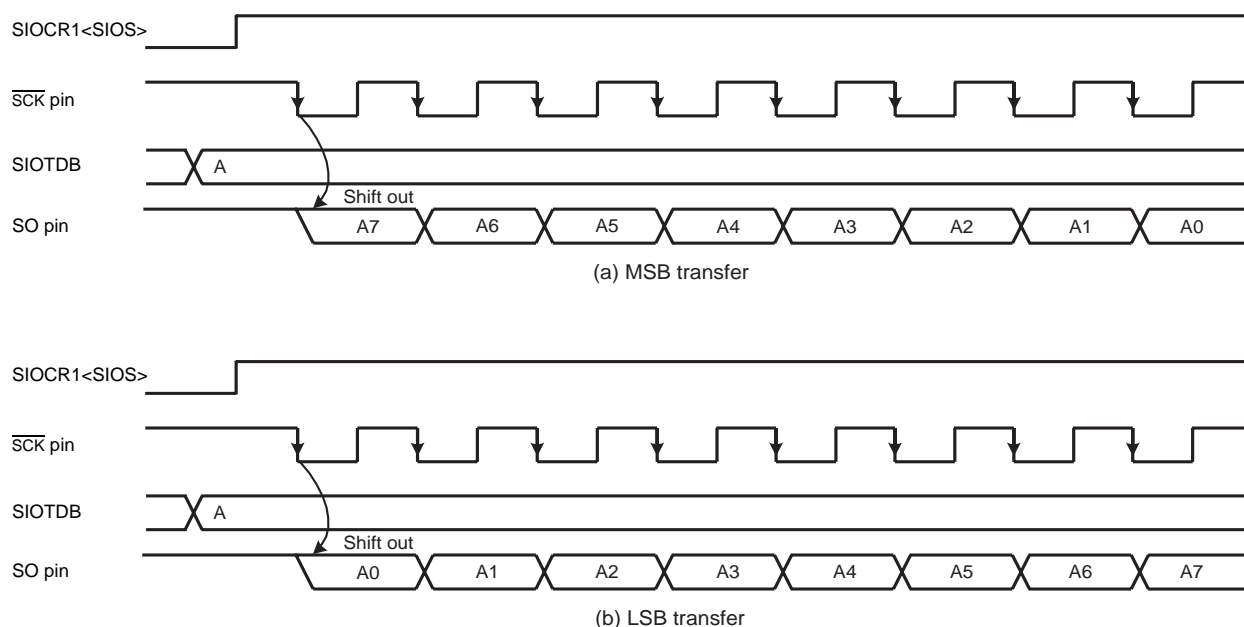 SIOCR1<SIOS>
SCK pin
SIOTDB
A
Shift out
SO pin
A7 A6 A5 A4 A3 A2 A1 A0
(a) MSB transfer
SIOCR1<SIOS>
SCK pin
SIOTDB
A
Shift out
SO pin
A0 A1 A2 A3 A4 A5 A6 A7
(b) LSB transfer